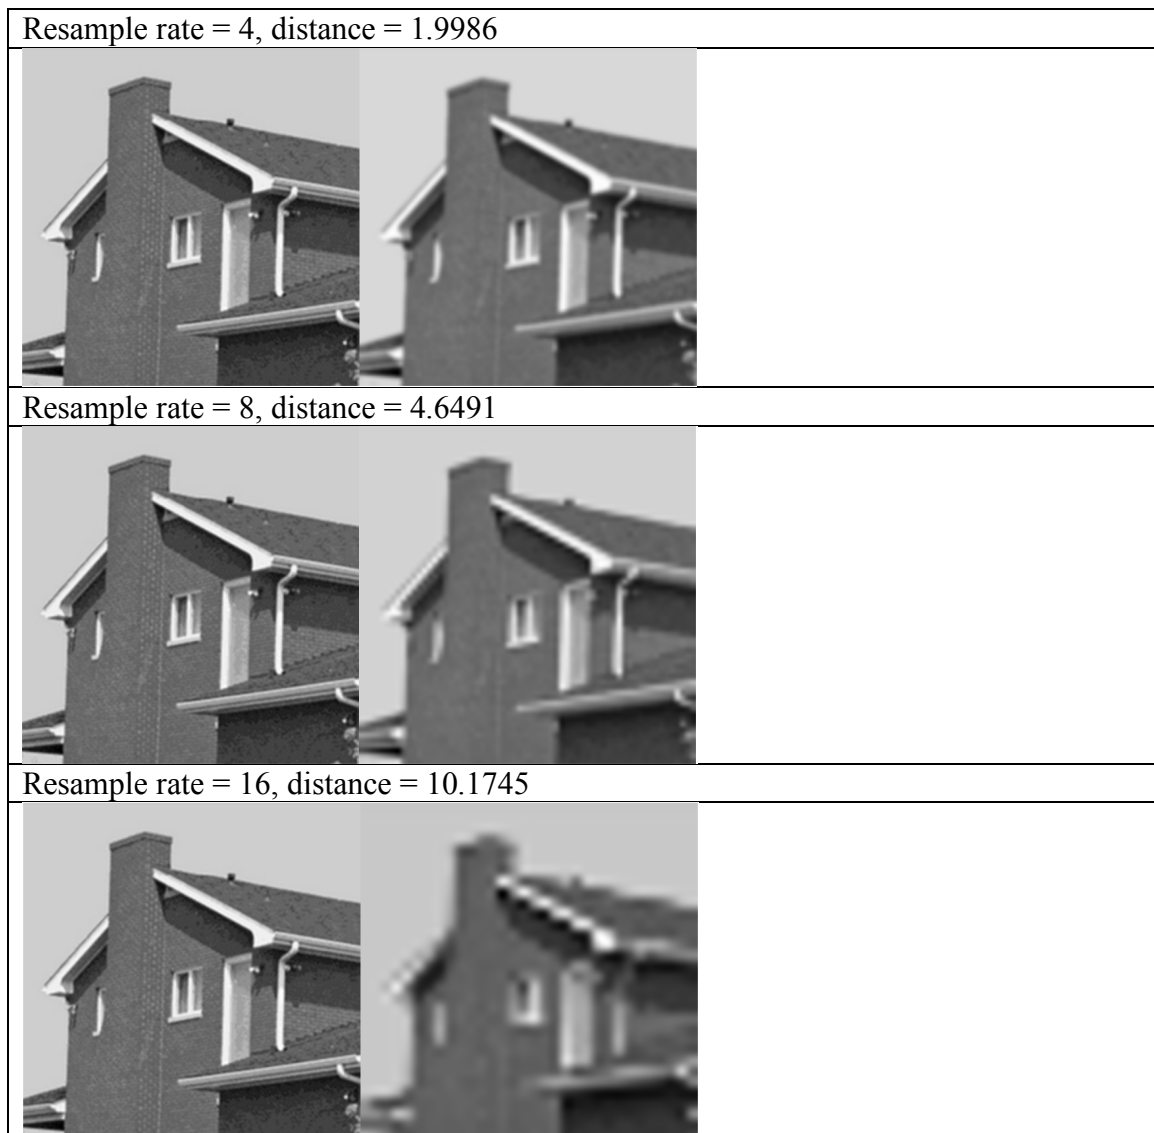 Resample rate = 4, distance = 1.9986
Resample rate = 8, distance = 4.6491
Resample rate = 16, distance = 10.1745